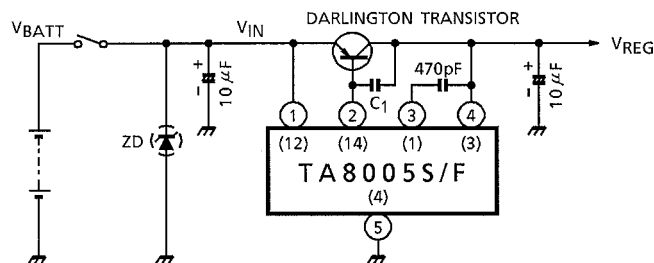 DARLINGTON TRANSISTOR
VBATT
VIN
VREG
+
-
10μF
ZD
C1
470pF
+
-
10μF
1
2
3
4
(12)
(14)
(1)
(3)
TA8005S/F
(4)
5